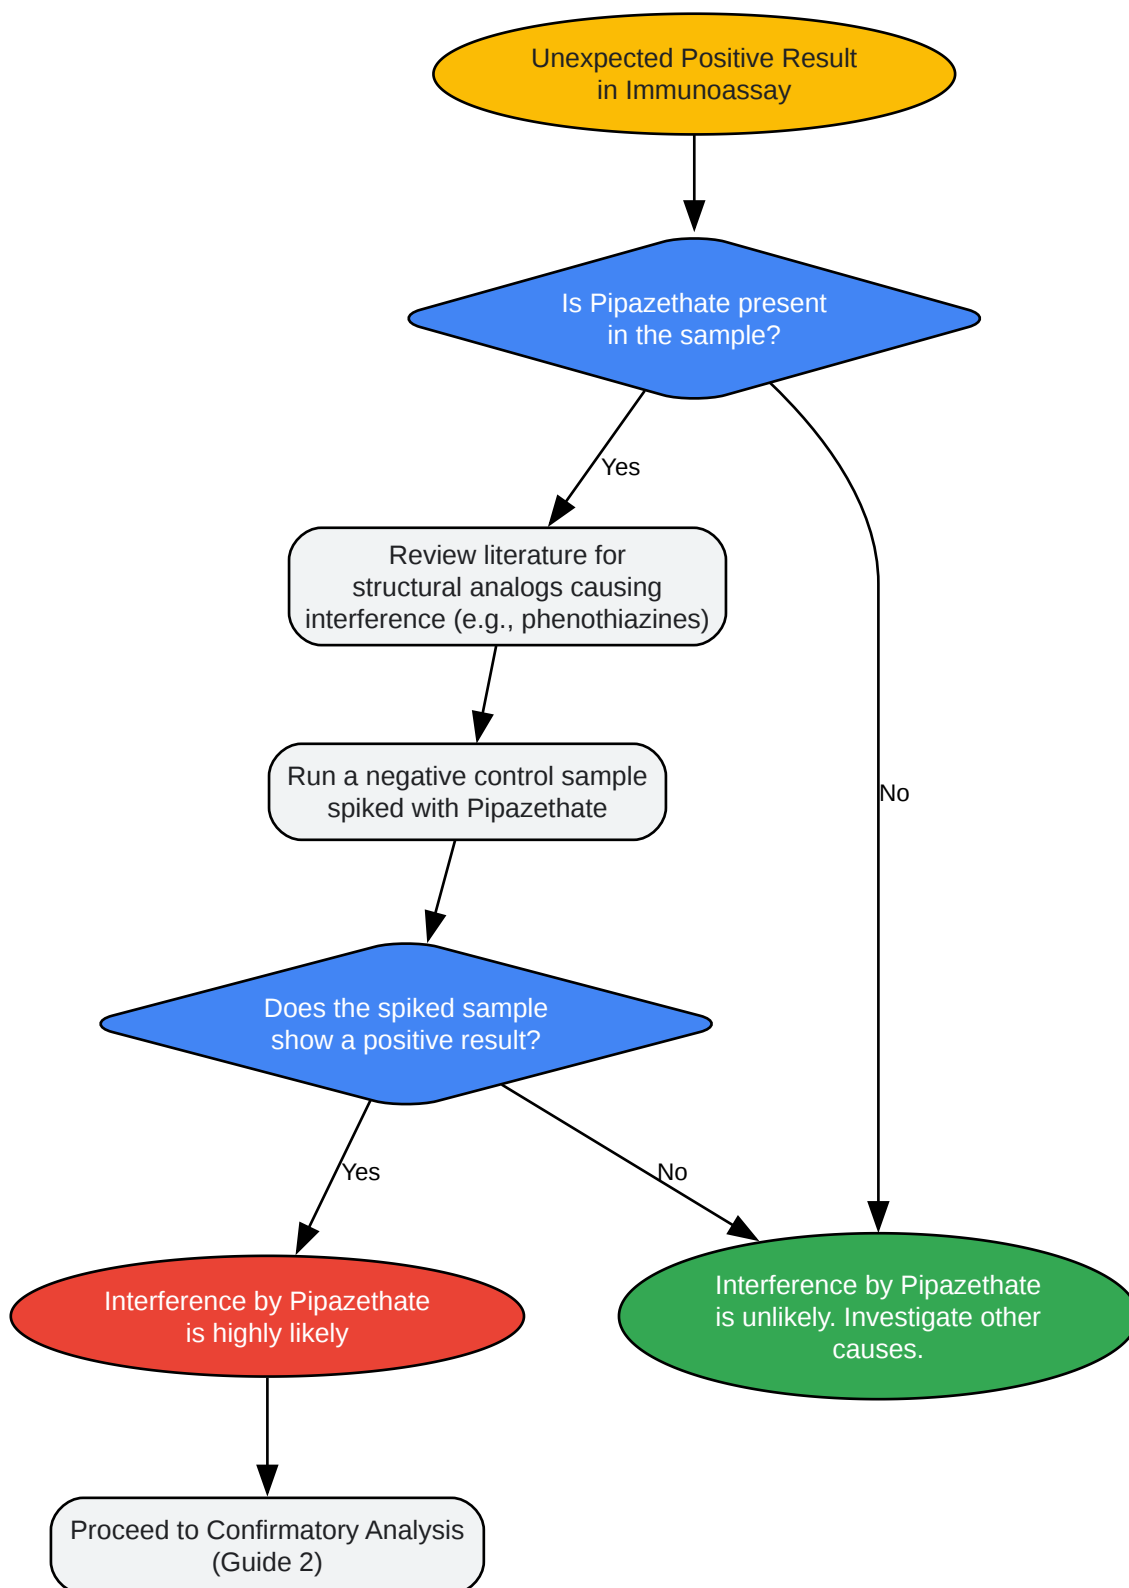 Unexpected Positive Result
in Immunoassay
Is Pipazethate present
in the sample?
Yes
Review literature for
structural analogs causing
interference (e.g., phenothiazines)
Run a negative control sample
spiked with Pipazethate
No
Does the spiked sample
show a positive result?
Yes
No
Interference by Pipazethate
is highly likely
Interference by Pipazethate
is unlikely. Investigate other
causes.
Proceed to Confirmatory Analysis
(Guide 2)